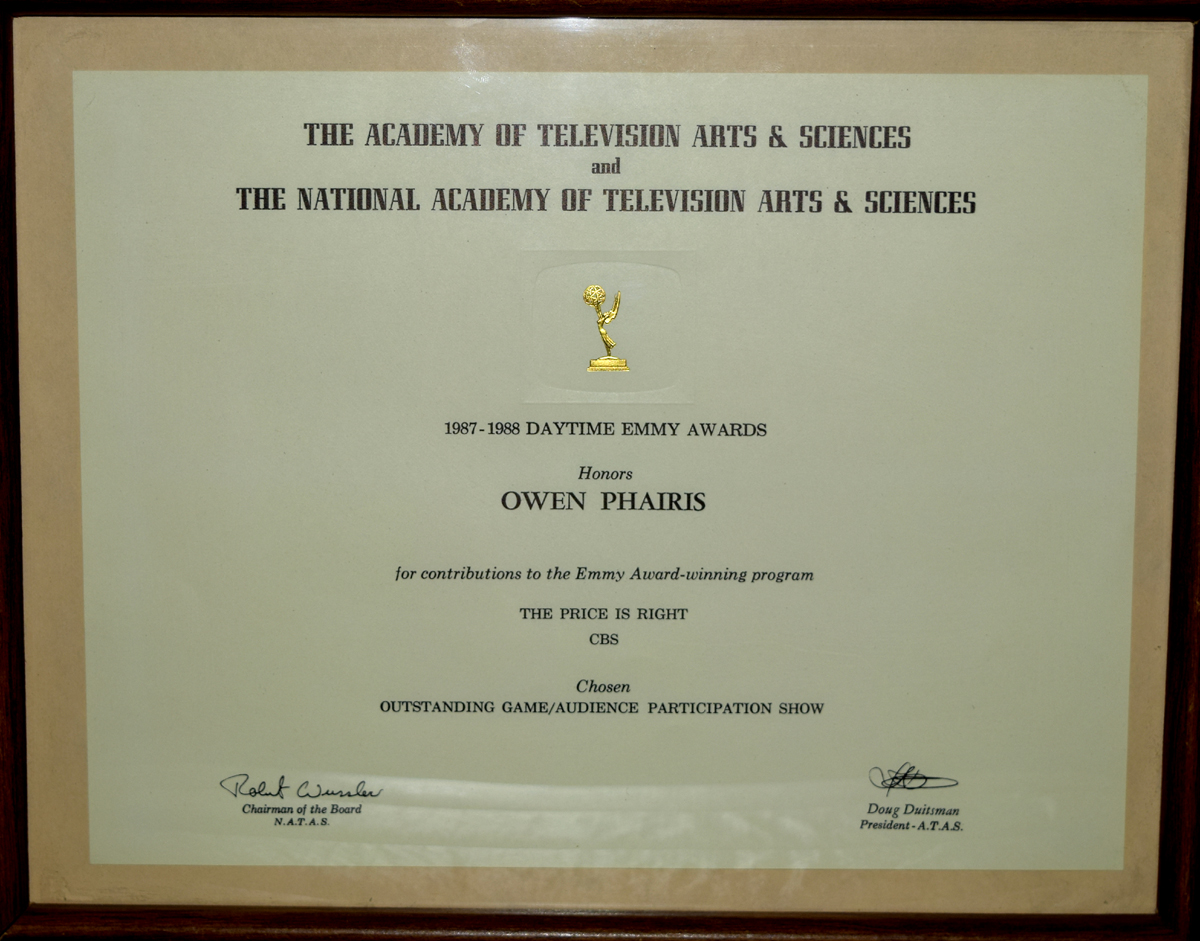 THE ACADEMY OF TELEVISION ARTS & SCIENCES
and
THE NATIONAL ACADEMY OF TELEVISION ARTS & SCIENCES
1987-1988 DAYTIME EMMY AWARDS
Honors
OWEN PHAIRIS
for contributions to the Emmy Award-winning program
THE PRICE IS RIGHT
CBS
Chosen
OUTSTANDING GAME/AUDIENCE PARTICIPATION SHOW
Robert Wussler
Chairman of the Board
N.A.T.A.S.
Doug Duitsman
President-A.T.A.S.